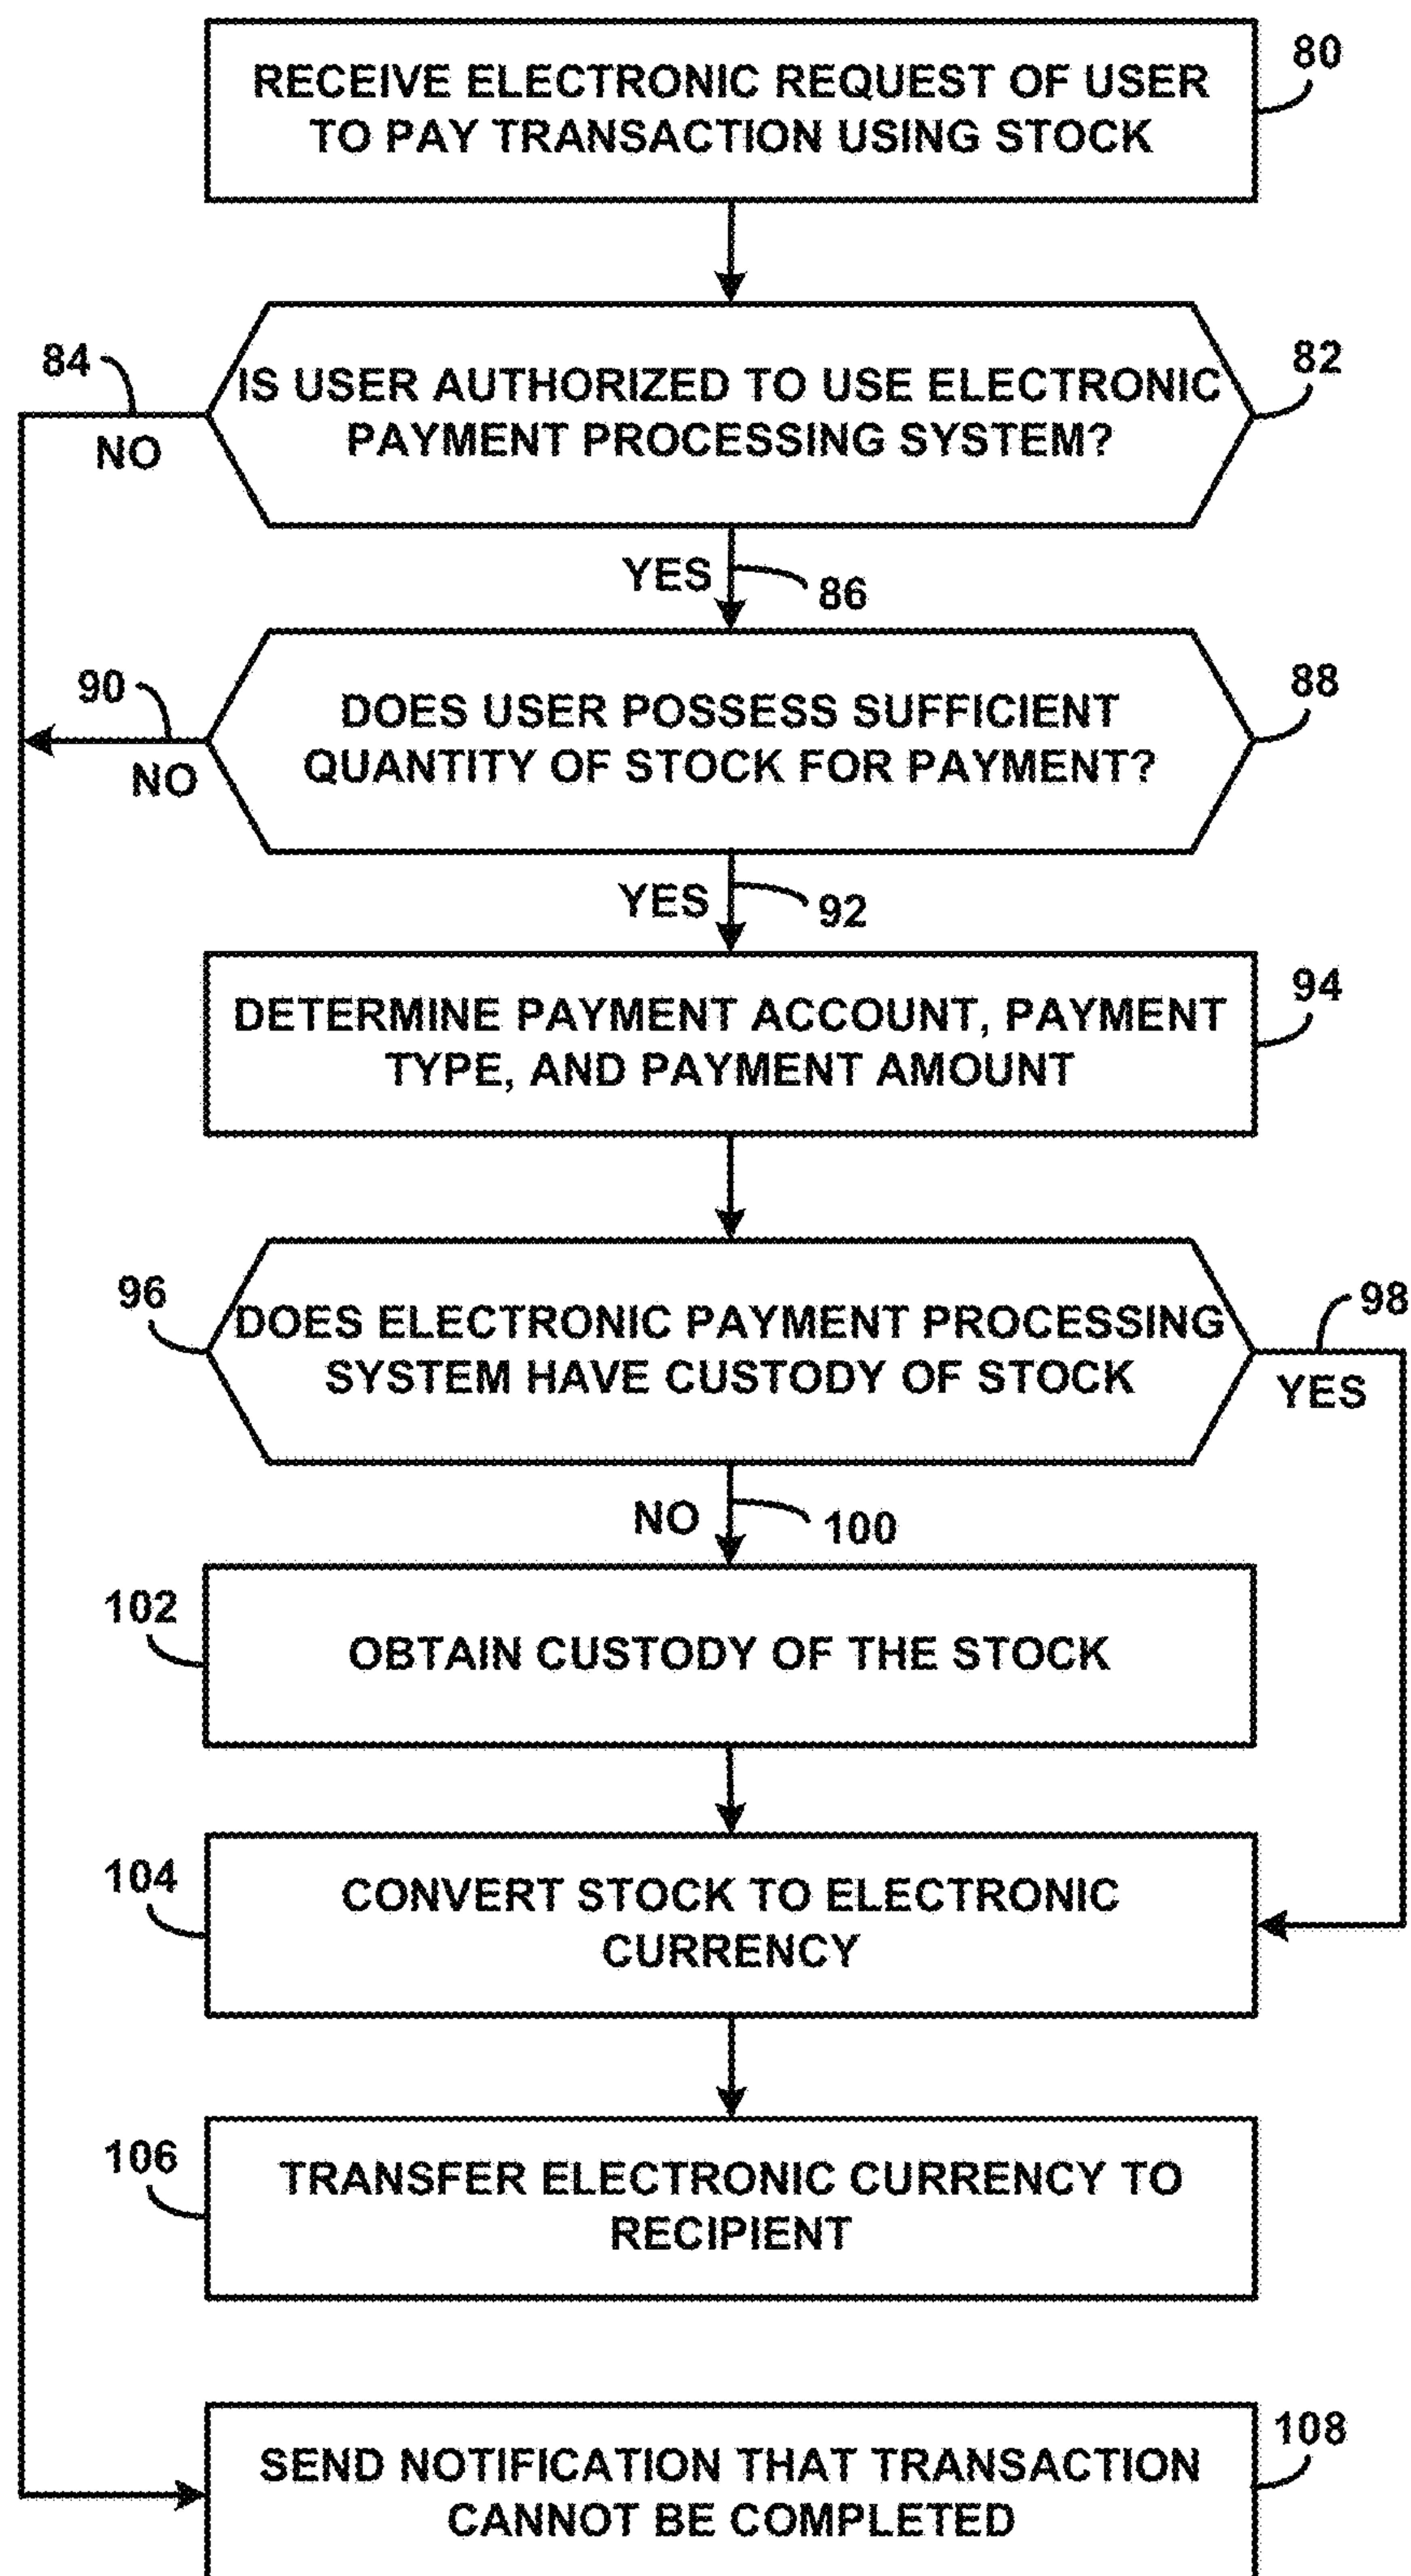 RECEIVE ELECTRONIC REQUEST OF USER
TO PAY TRANSACTION USING STOCK
80
IS USER AUTHORIZED TO USE ELECTRONIC
PAYMENT PROCESSING SYSTEM?
82
84
NO
YES
86
DOES USER POSSESS SUFFICIENT
QUANTITY OF STOCK FOR PAYMENT?
88
90
NO
YES
92
DETERMINE PAYMENT ACCOUNT, PAYMENT
TYPE, AND PAYMENT AMOUNT
94
96
DOES ELECTRONIC PAYMENT PROCESSING
SYSTEM HAVE CUSTODY OF STOCK
98
YES
NO
100
102
OBTAIN CUSTODY OF THE STOCK
104
CONVERT STOCK TO ELECTRONIC
CURRENCY
106
TRANSFER ELECTRONIC CURRENCY TO
RECIPIENT
SEND NOTIFICATION THAT TRANSACTION
CANNOT BE COMPLETED
108